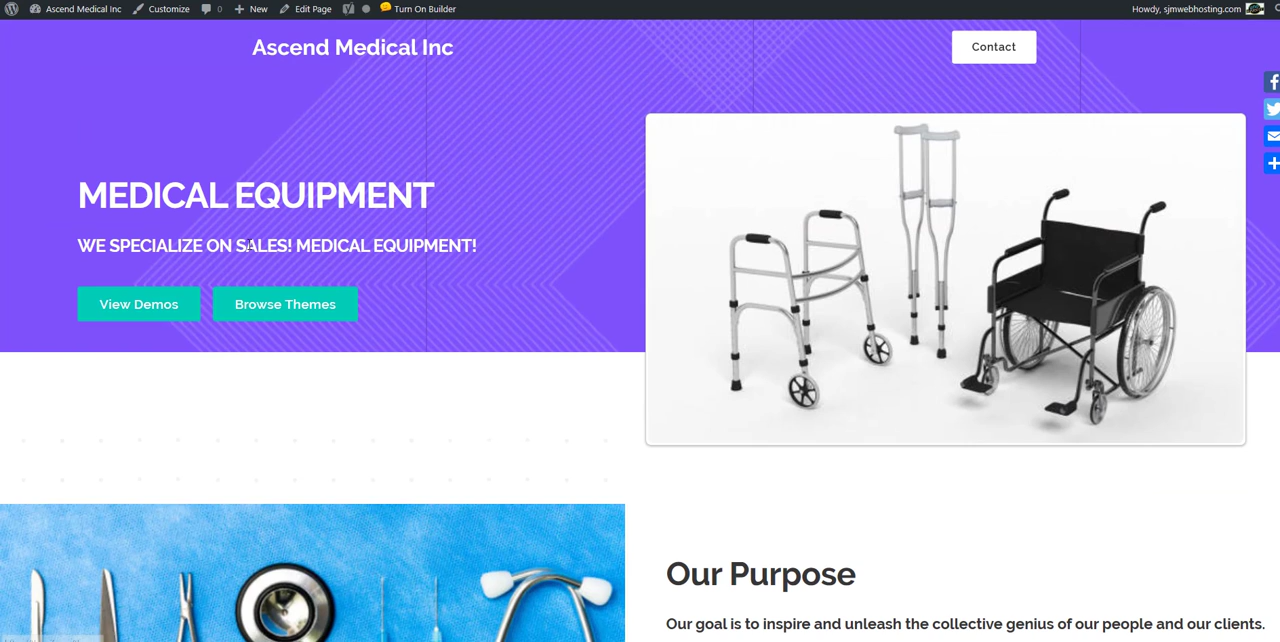 Ascend Medical Inc Customize 0 New Edit Page Turn On Builder Howdy, sjmwebhosting.com
Ascend Medical Inc
Contact
MEDICAL EQUIPMENT
WE SPECIALIZE ON SALES! MEDICAL EQUIPMENT!
View Demos Browse Themes
Our Purpose
Our goal is to inspire and unleash the collective genius of our people and our clients.